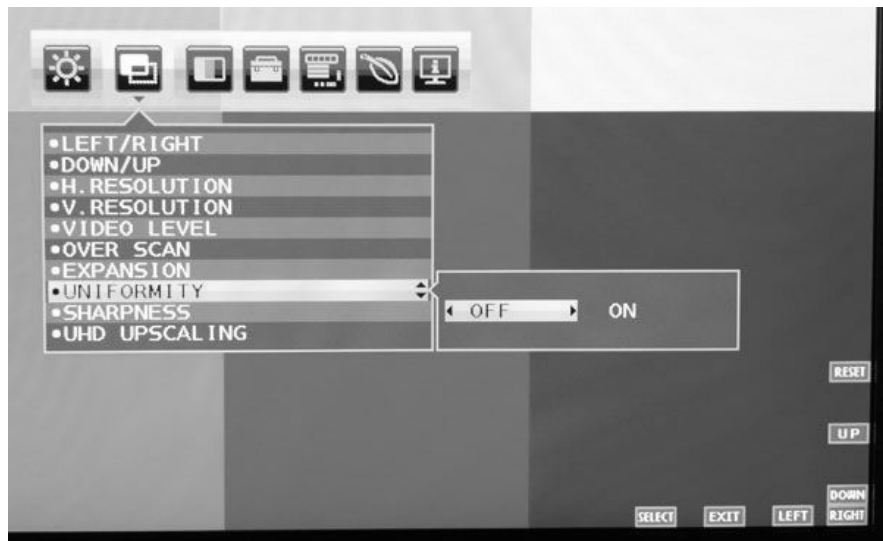 •LEFT/RIGHT
•DOWN/UP
•H.RESOLUTION
•V.RESOLUTION
•VIDEO LEVEL
•OVER SCAN
•EXPANSION
•UNIFORMITY
OFF ON
•SHARPNESS
•UHD UPSCALING
RESET
UP
DOWN
SELECT EXIT LEFT RIGHT